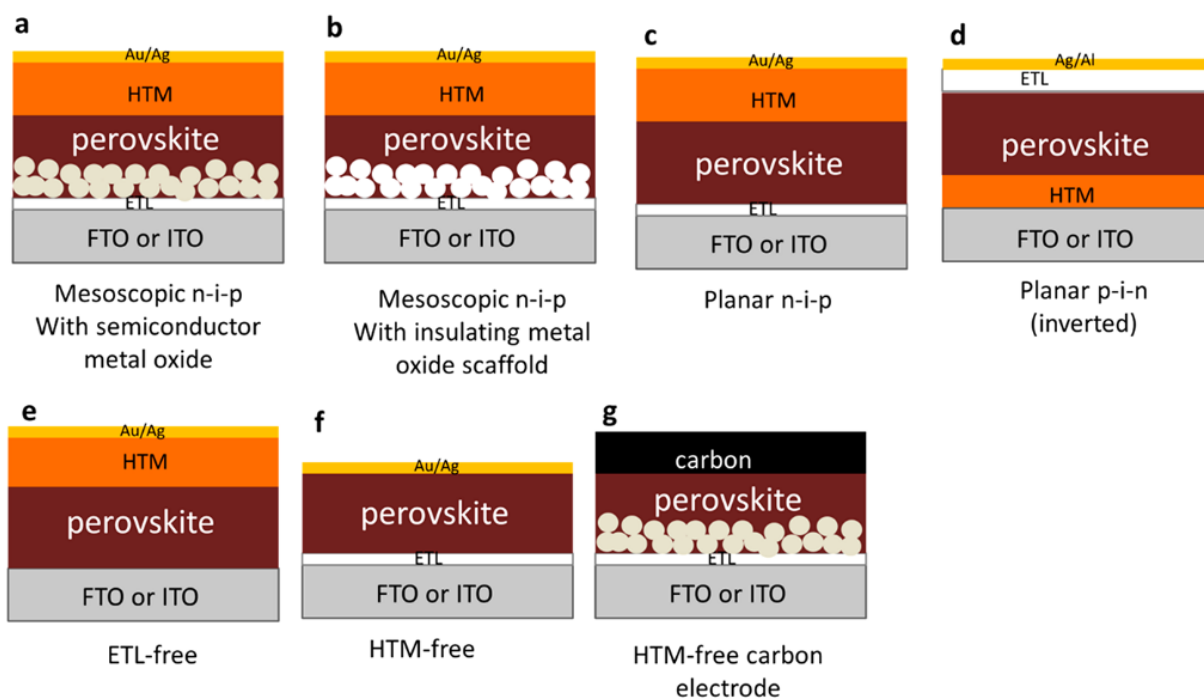 a
Au/Ag
HTM
perovskite
ETL
FTO or ITO
Mesoscopic n-i-p
With semiconductor
metal oxide
b
Au/Ag
HTM
perovskite
ETL
FTO or ITO
Mesoscopic n-i-p
With insulating metal
oxide scaffold
c
Au/Ag
HTM
perovskite
ETL
FTO or ITO
Planar n-i-p
d
Ag/Al
ETL
perovskite
HTM
FTO or ITO
Planar p-i-n
(inverted)
e
Au/Ag
HTM
perovskite
FTO or ITO
ETL-free
f
Au/Ag
perovskite
ETL
FTO or ITO
HTM-free
g
carbon
perovskite
ETL
FTO or ITO
HTM-free carbon
electrode